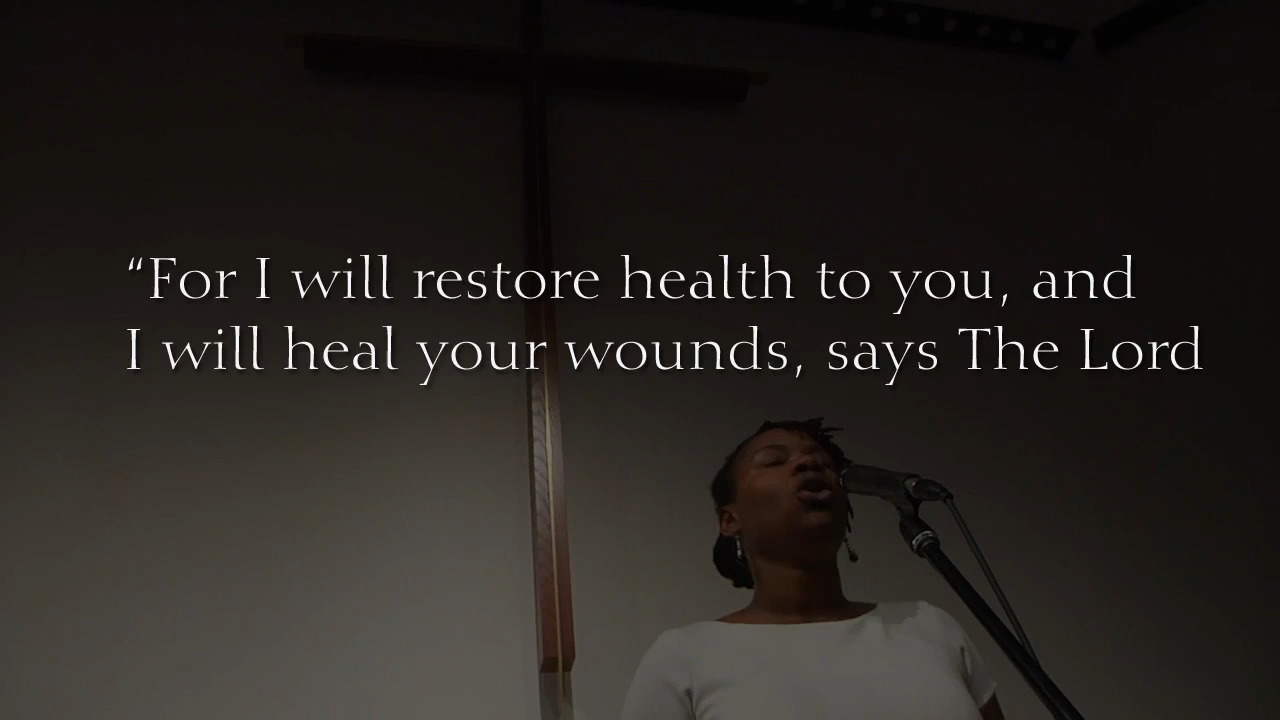 “For I will restore health to you, and
I will heal your wounds, says The Lord